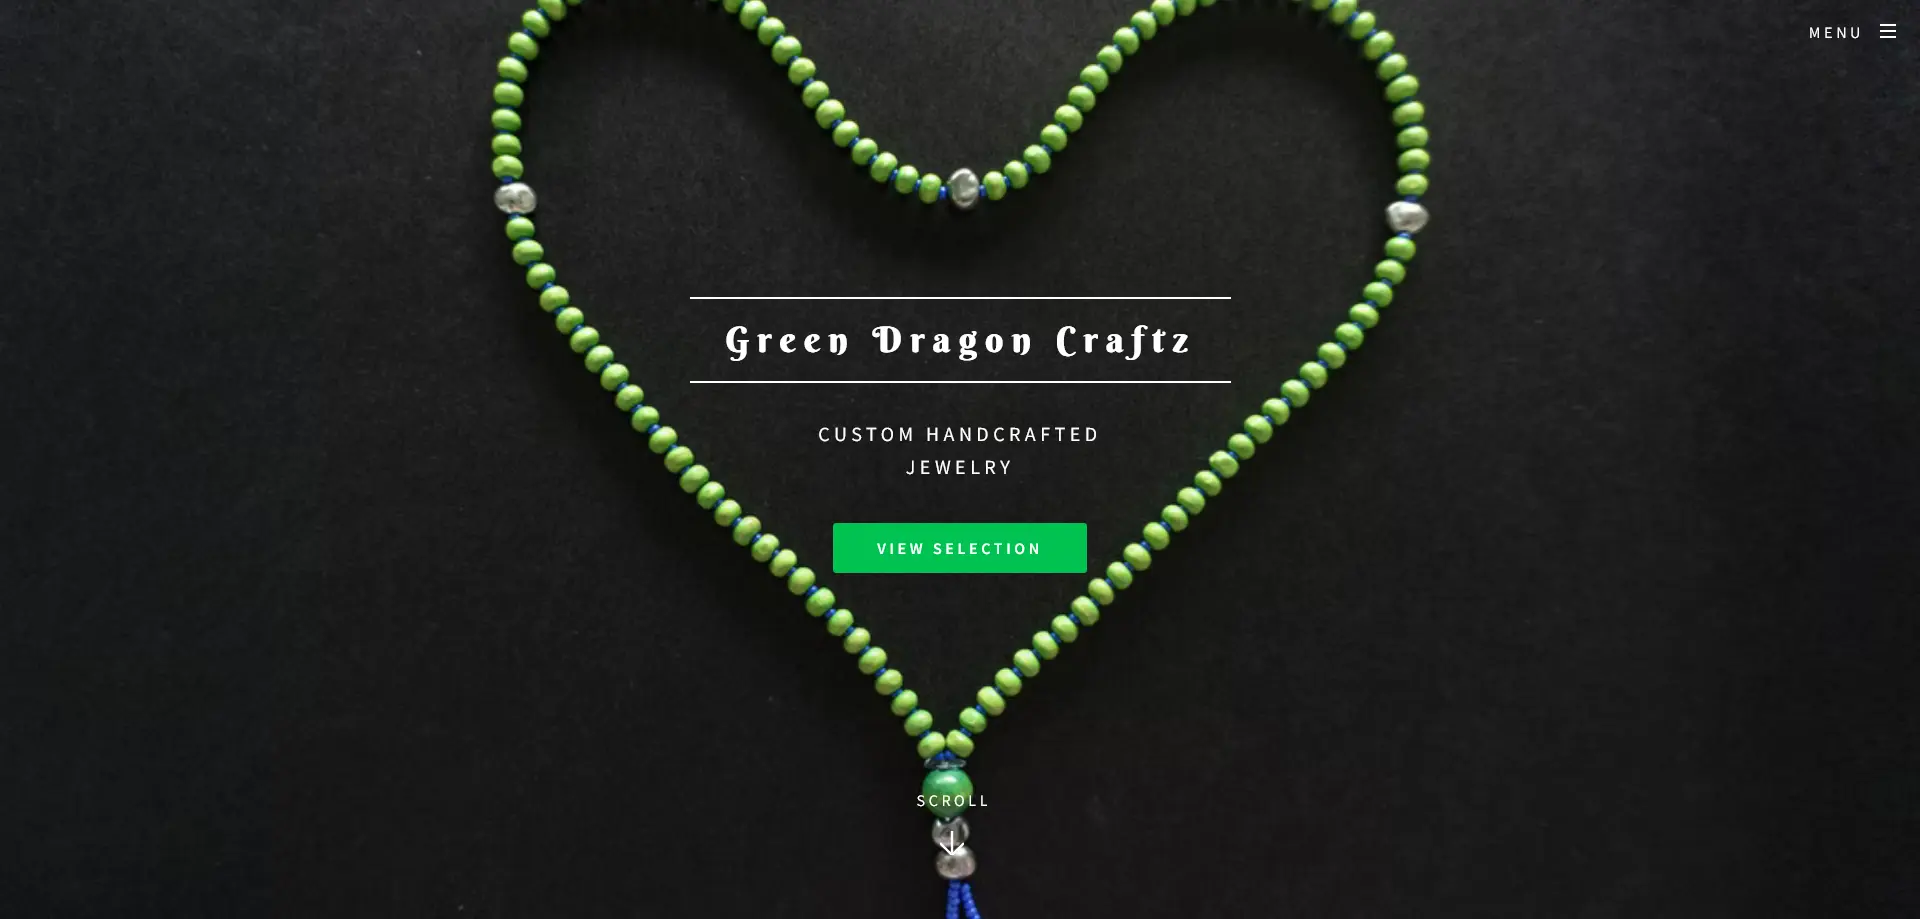 MENU
Green Dragon Craftz
CUSTOM HANDCRAFTED
JEWELRY
VIEW SELECTION
SCROLL